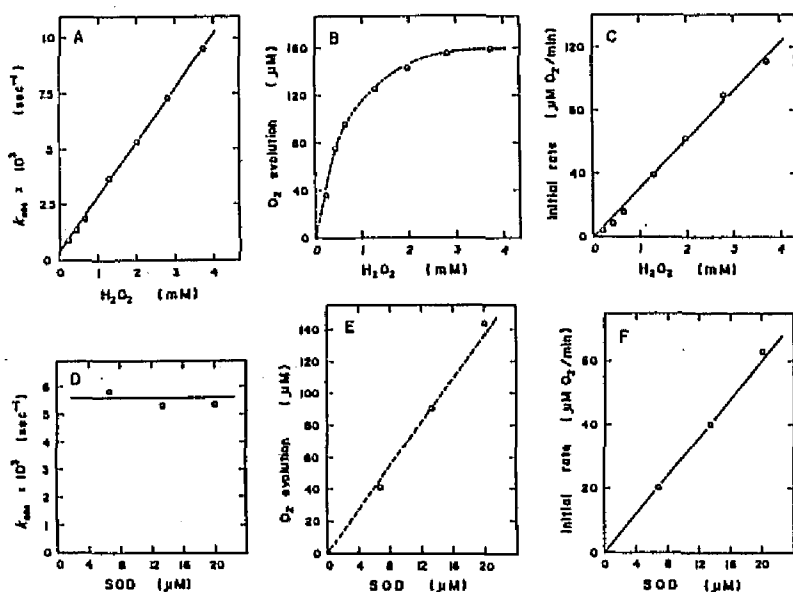 A
k_obs x 10³ (sec⁻¹)
10
7.5
5
2.5
0
0 1 2 3 4
H₂O₂ (mM)
B
O₂ evolution (μM)
160
120
80
40
0
0 1 2 3 4
H₂O₂ (mM)
C
Initial rate (μM O₂/min)
120
80
40
0
0 1 2 3 4
H₂O₂ (mM)
D
k_obs x 10³ (sec⁻¹)
6
5
4
3
2
1
0
0 4 8 12 16 20
SOD (μM)
E
O₂ evolution (μM)
140
120
100
80
60
40
20
0
0 4 8 12 16 20
SOD (μM)
F
Initial rate (μM O₂/min)
60
40
20
0
0 4 8 12 16 20
SOD (μM)